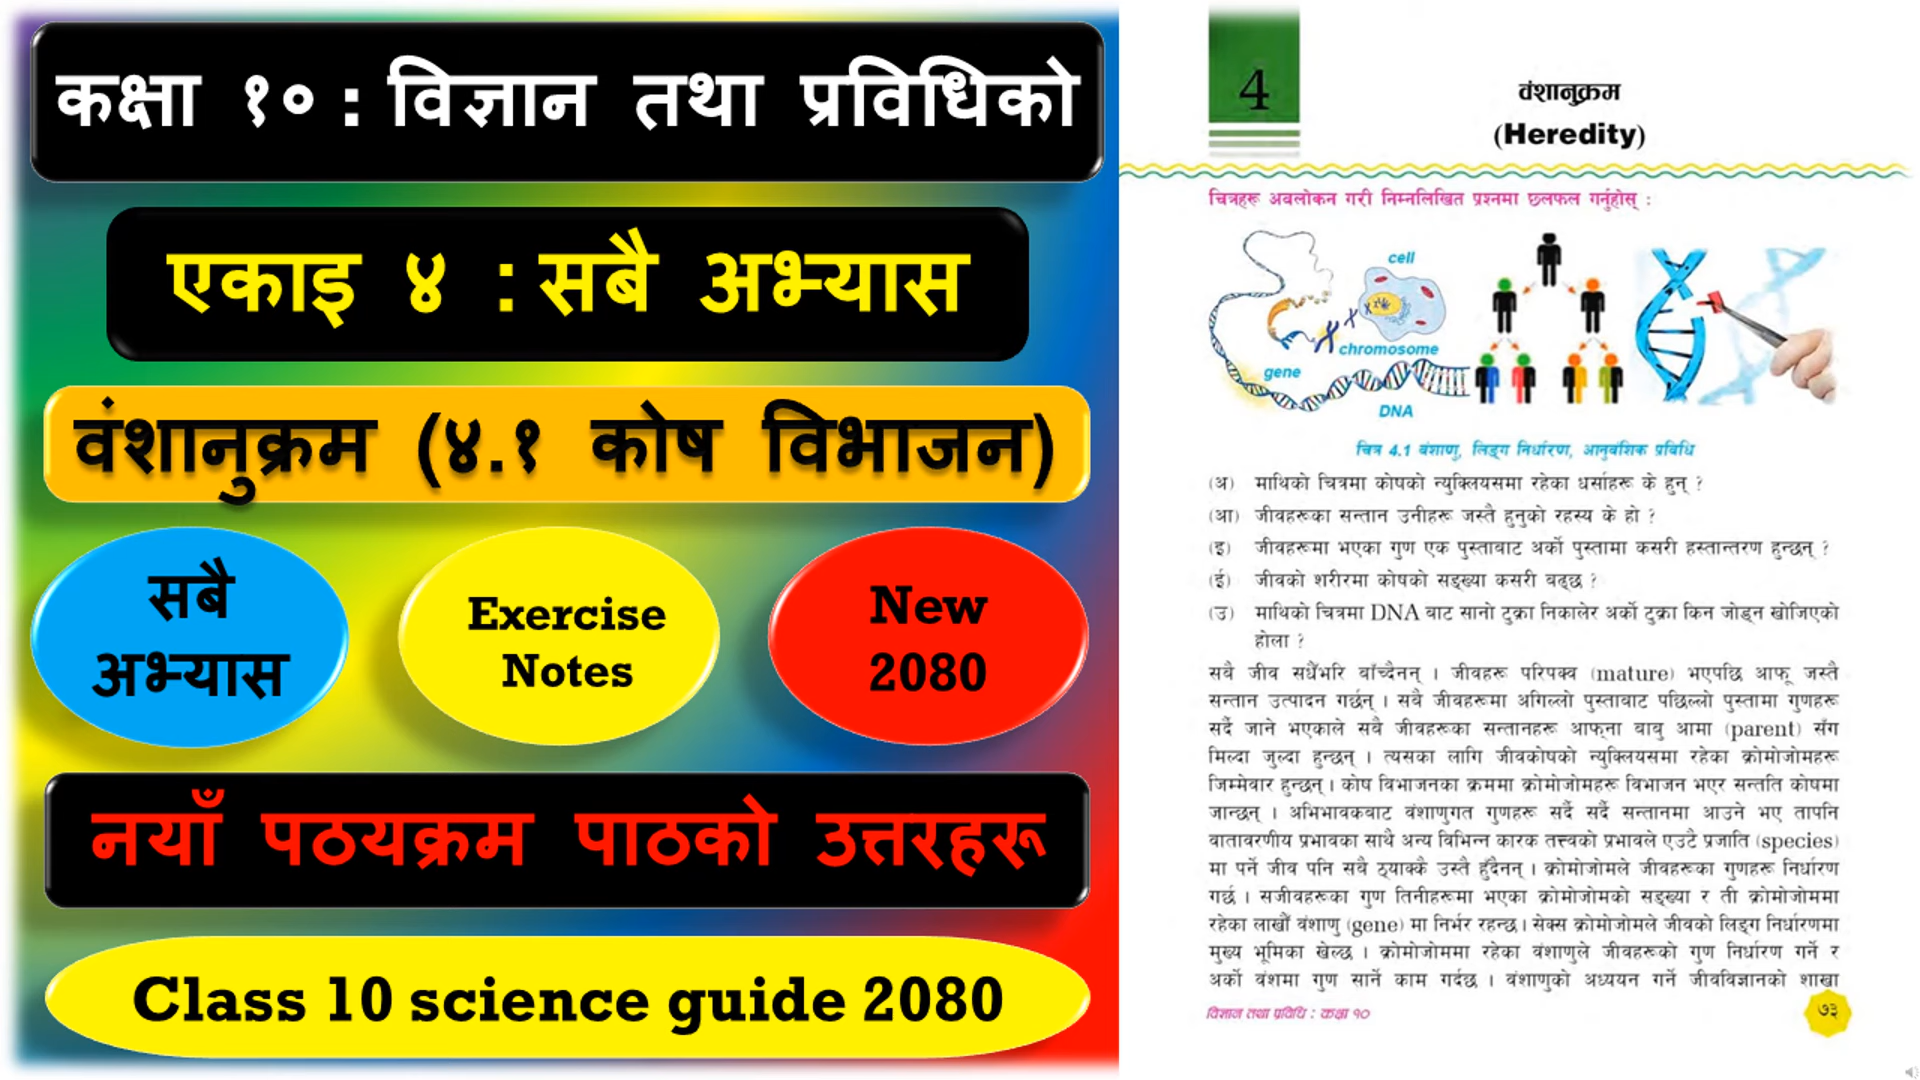 कक्षा १० : विज्ञान तथा प्रविधिको
एकाइ ४ : सबै अभ्यास
वंशानुक्रम (४.१ कोष विभाजन)
सबै
अभ्यास
Exercise
Notes
New
2080
नयाँ पठयक्रम पाठको उत्तरहरू
Class 10 science guide 2080
4
वंशानुक्रम
(Heredity)
चित्रहरू अवलोकन गरी निम्नलिखित प्रश्नमा छलफल गर्नुहोस् :
cell
chromosome
gene
DNA
चित्र 4.1 वंशाणु, लिङ्ग निर्धारण, आनुवंशिक प्रविधि
(अ) माथिको चित्रमा कोषको न्युक्लियसमा रहेका धर्साहरू के हुन् ?
(आ) जीवहरूका सन्तान उनीहरू जस्तै हुनुको रहस्य के हो ?
(इ) जीवहरूमा भएका गुण एक पुस्ताबाट अर्को पुस्तामा कसरी हस्तान्तरण हुन्छन् ?
(ई) जीवको शरीरमा कोषको सङ्ख्या कसरी बढ्छ ?
(उ) माथिको चित्रमा DNA बाट सानो टुक्रा निकालेर अर्को टुक्रा किन जोड्न खोजिएको
होला ?
सबै जीव सधैँभरि बाँच्दैनन् । जीवहरू परिपक्व (mature) भएपछि आफू जस्तै
सन्तान उत्पादन गर्छन् । सबै जीवहरूमा अगिल्लो पुस्ताबाट पछिल्लो पुस्तामा गुणहरू
सर्दै जाने भएकाले सबै जीवहरूका सन्तानहरू आफ्ना बाबु आमा (parent) सँग
मिल्दा जुल्दा हुन्छन् । त्यसका लागि जीवकोषको न्युक्लियसमा रहेका क्रोमोजोमहरू
जिम्मेवार हुन्छन् । कोष विभाजनका क्रममा क्रोमोजोमहरू विभाजन भएर सन्तति कोषमा
जान्छन् । अभिभावकबाट वंशाणुगत गुणहरू सर्दै सर्दै सन्तानमा आउने भए तापनि
वातावरणीय प्रभावका साथै अन्य विभिन्न कारक तत्त्वको प्रभावले एउटै प्रजाति (species)
मा पर्ने जीव पनि सबै ठ्याक्कै उस्तै हुँदैनन् । क्रोमोजोमले जीवहरूका गुणहरू निर्धारण
गर्छ । सजीवहरूका गुण तिनीहरूमा भएका क्रोमोजोमको सङ्ख्या र ती क्रोमोजोममा
रहेका लाखौँ वंशाणु (gene) मा निर्भर रहन्छ । सेक्स क्रोमोजोमले जीवको लिङ्ग निर्धारणमा
मुख्य भूमिका खेल्छ । क्रोमोजोममा रहेका वंशाणुले जीवहरूको गुण निर्धारण गर्ने र
अर्को वंशमा गुण सार्ने काम गर्दछ । वंशाणुको अध्ययन गर्ने जीवविज्ञानको शाखा
विज्ञान तथा प्रविधि : कक्षा १०
७३